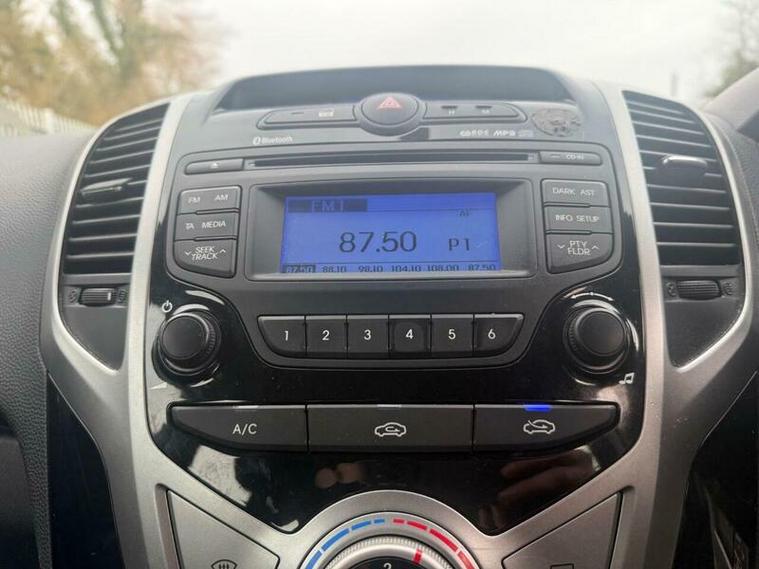 Bluetooth
RDS MP3
CD-IN
FM AM
TA MEDIA
SEEK
TRACK
DARK AST
INFO SETUP
PTY
FLDR
FM1
AF
87.50 P1
87.50 88.10 98.10 104.10 108.00 87.50
1 2 3 4 5 6
A/C
2